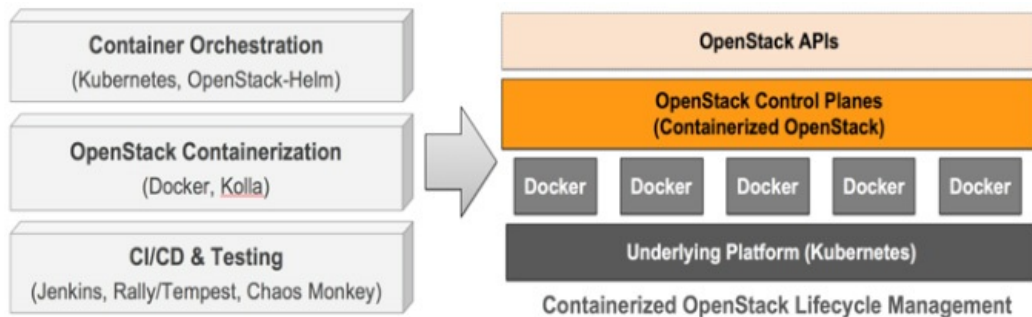 Container Orchestration
(Kubernetes, OpenStack-Helm)
OpenStack Containerization
(Docker, Kolla)
CI/CD & Testing
(Jenkins, Rally/Tempest, Chaos Monkey)
OpenStack APIs
OpenStack Control Planes
(Containerized OpenStack)
Docker Docker Docker Docker Docker
Underlying Platform (Kubernetes)
Containerized OpenStack Lifecycle Management